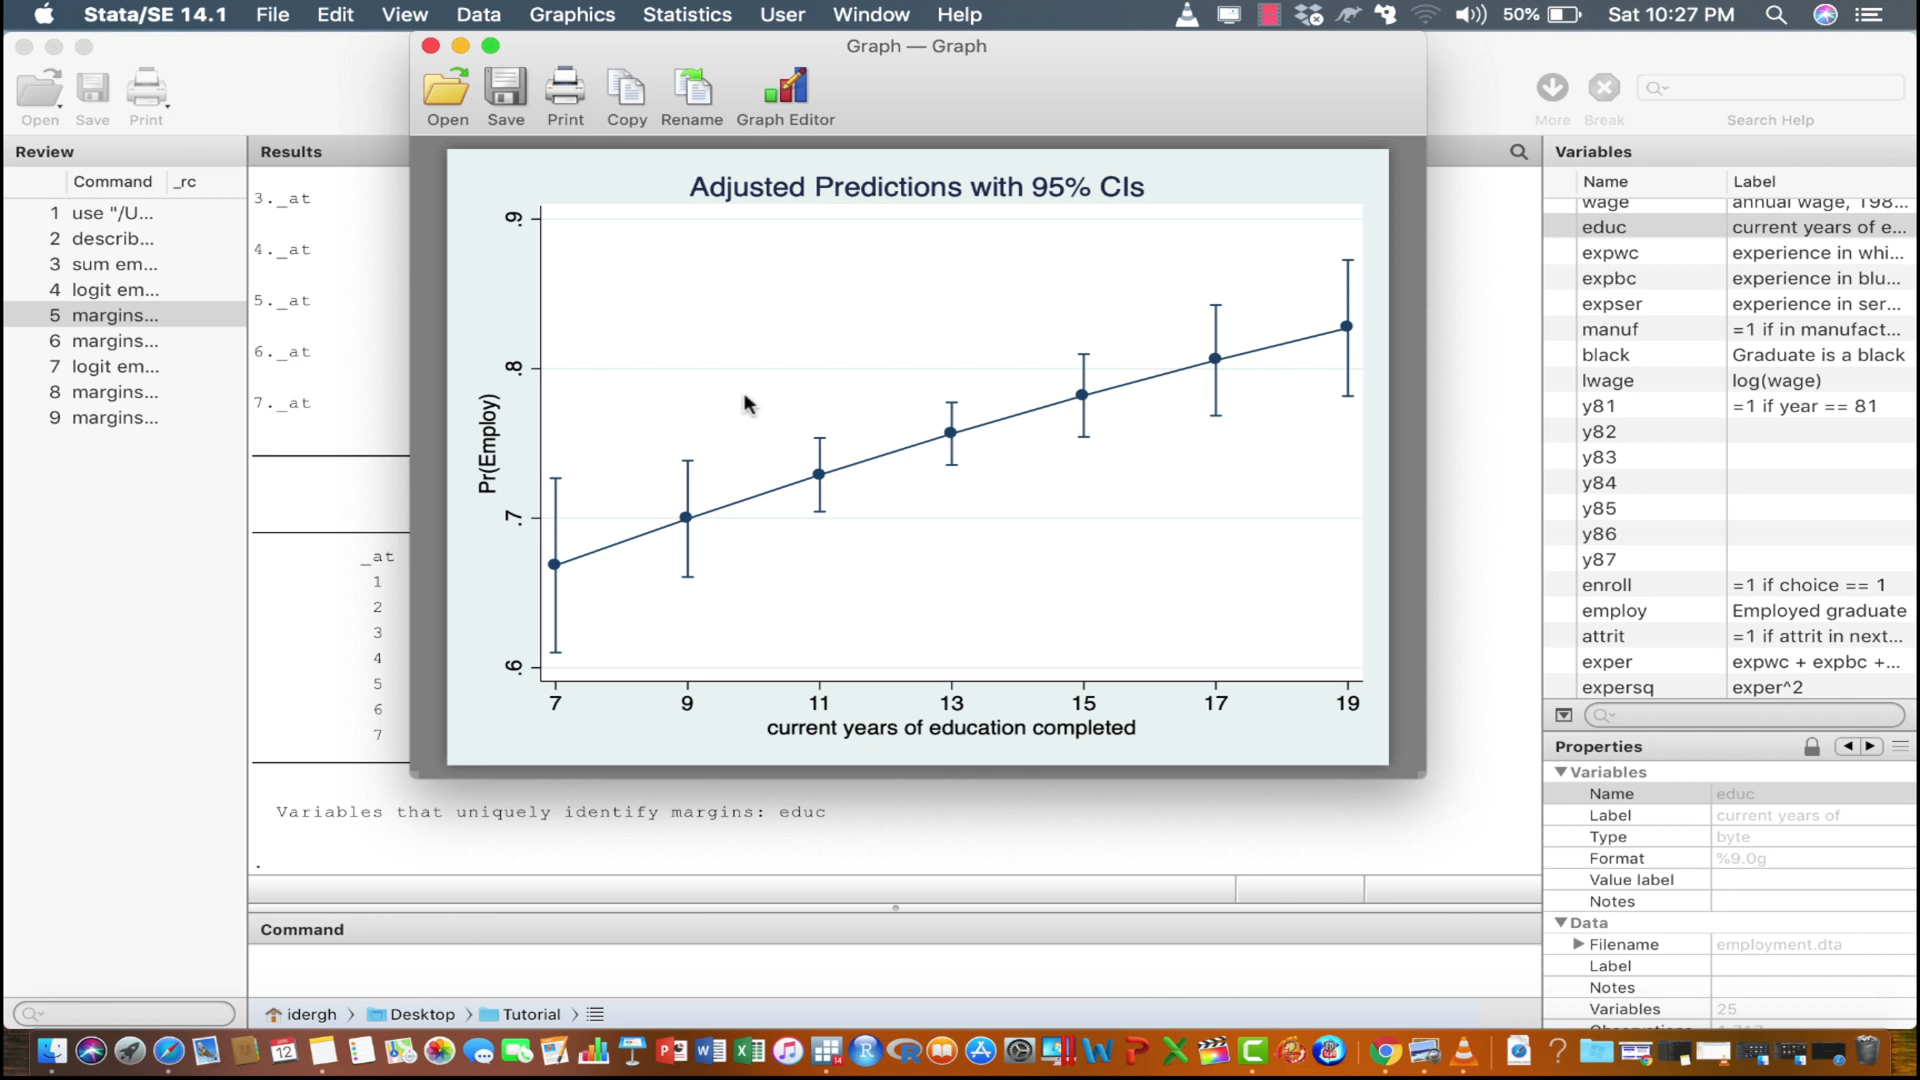 Stata/SE 14.1 File Edit View Data Graphics Statistics User Window Help 50% Sat 10:27 PM
Graph — Graph
Open Save Print
Open Save Print Copy Rename Graph Editor
More Break Search Help
Review
Command _rc
1 use "/U...
2 describ...
3 sum em...
4 logit em...
5 margins...
6 margins...
7 logit em...
8 margins...
9 margins...
Results
3._at
4._at
5._at
6._at
7._at
_at
1
2
3
4
5
6
7
Adjusted Predictions with 95% CIs
.9
.8
.7
.6
Pr(Employ)
7 9 11 13 15 17 19
current years of education completed
Variables that uniquely identify margins: educ
.
Command
idergh Desktop Tutorial
Variables
Name Label
wage annual wage, 198...
educ current years of e...
expwc experience in whi...
expbc experience in blu...
expser experience in ser...
manuf =1 if in manufact...
black Graduate is a black
lwage log(wage)
y81 =1 if year == 81
y82
y83
y84
y85
y86
y87
enroll =1 if choice == 1
employ Employed graduate
attrit =1 if attrit in next...
exper expwc + expbc +...
expersq exper^2
Properties
Variables
Name educ
Label current years of
Type byte
Format %9.0g
Value label
Notes
Data
Filename employment.dta
Label
Notes
Variables 25